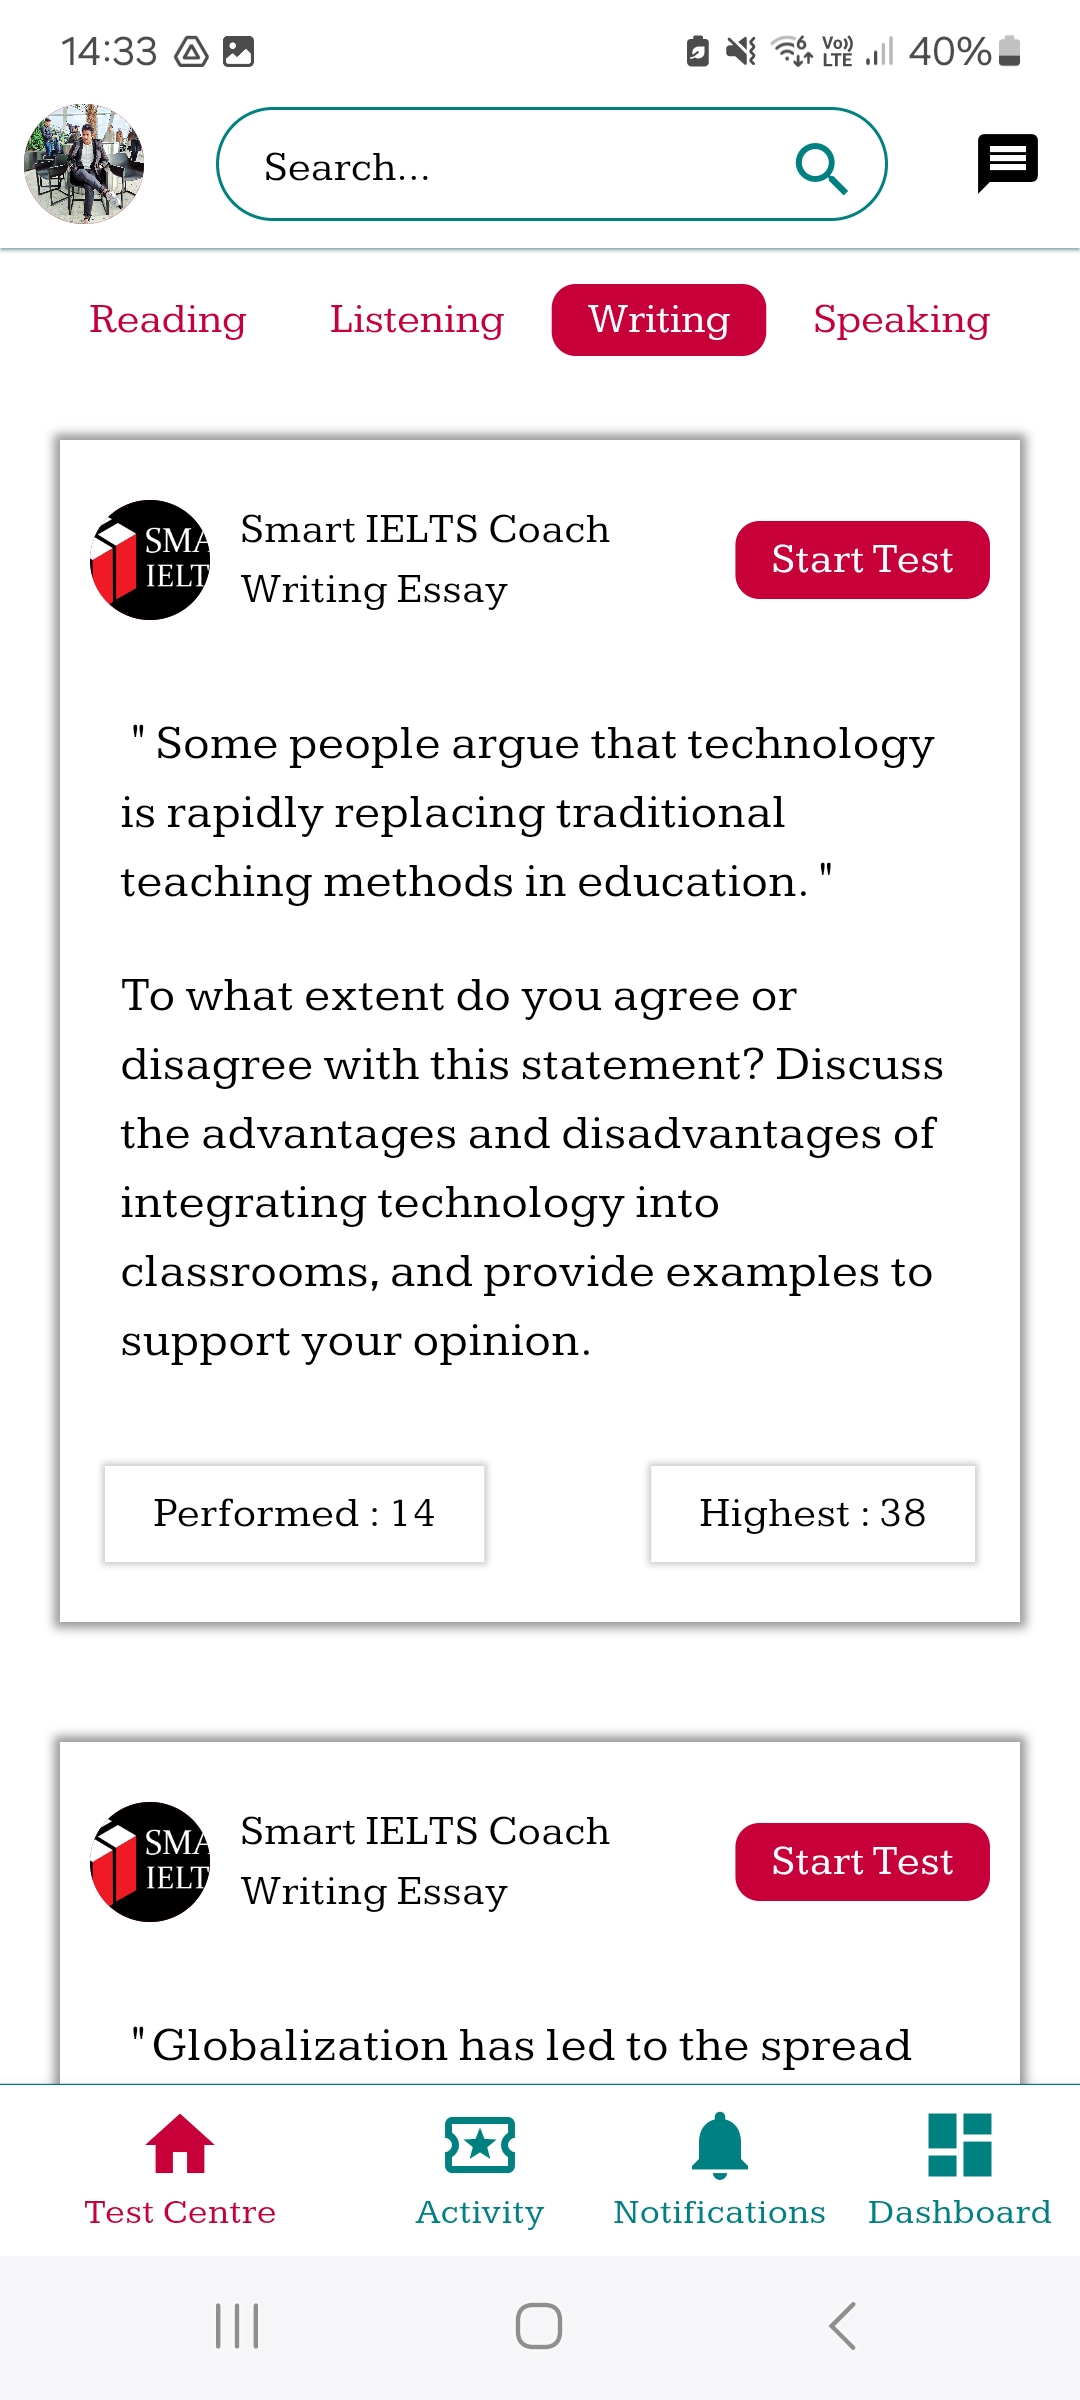 14:33
Vo))
LTE
6
40%
Search...
Reading Listening Writing Speaking
SMA
IELT
Smart IELTS Coach
Writing Essay
Start Test
" Some people argue that technology
is rapidly replacing traditional
teaching methods in education. "
To what extent do you agree or
disagree with this statement? Discuss
the advantages and disadvantages of
integrating technology into
classrooms, and provide examples to
support your opinion.
Performed : 14
Highest : 38
SMA
IELT
Smart IELTS Coach
Writing Essay
Start Test
"Globalization has led to the spread
Test Centre Activity Notifications Dashboard